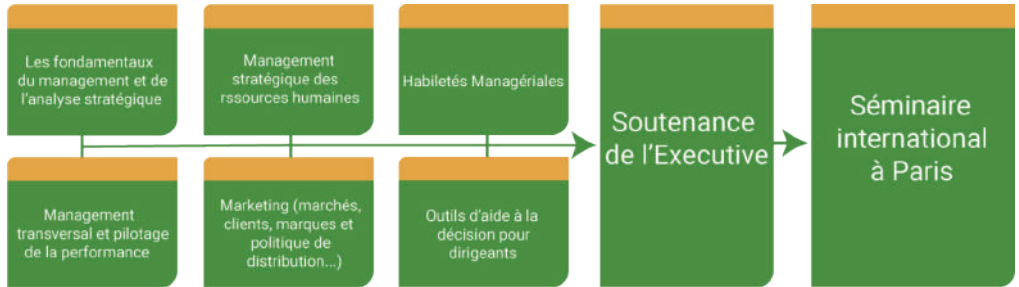 Les fondamentaux
du management et de
l'analyse stratégique
Management
stratégique des
rssources humaines
Habiletés Managériales
Soutenance
de l'Executive
Séminaire
international
à Paris
Management
transversal et pilotage
de la performance
Marketing (marchés,
clients, marques et
politique de
distribution...)
Outils d'aide à la
décision pour
dirigeants